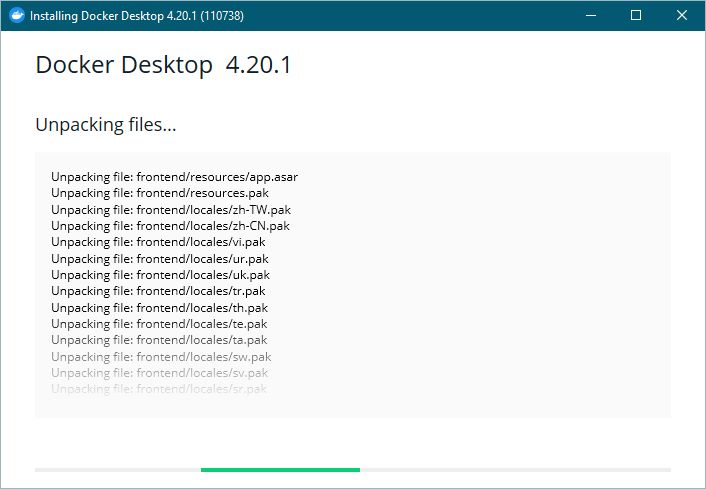 Installing Docker Desktop 4.20.1 (110738)
Docker Desktop 4.20.1
Unpacking files...
Unpacking file: frontend/resources/app.asar
Unpacking file: frontend/resources.pak
Unpacking file: frontend/locales/zh-TW.pak
Unpacking file: frontend/locales/zh-CN.pak
Unpacking file: frontend/locales/vi.pak
Unpacking file: frontend/locales/ur.pak
Unpacking file: frontend/locales/uk.pak
Unpacking file: frontend/locales/tr.pak
Unpacking file: frontend/locales/th.pak
Unpacking file: frontend/locales/te.pak
Unpacking file: frontend/locales/ta.pak
Unpacking file: frontend/locales/sw.pak
Unpacking file: frontend/locales/sv.pak
Unpacking file: frontend/locales/sr.pak